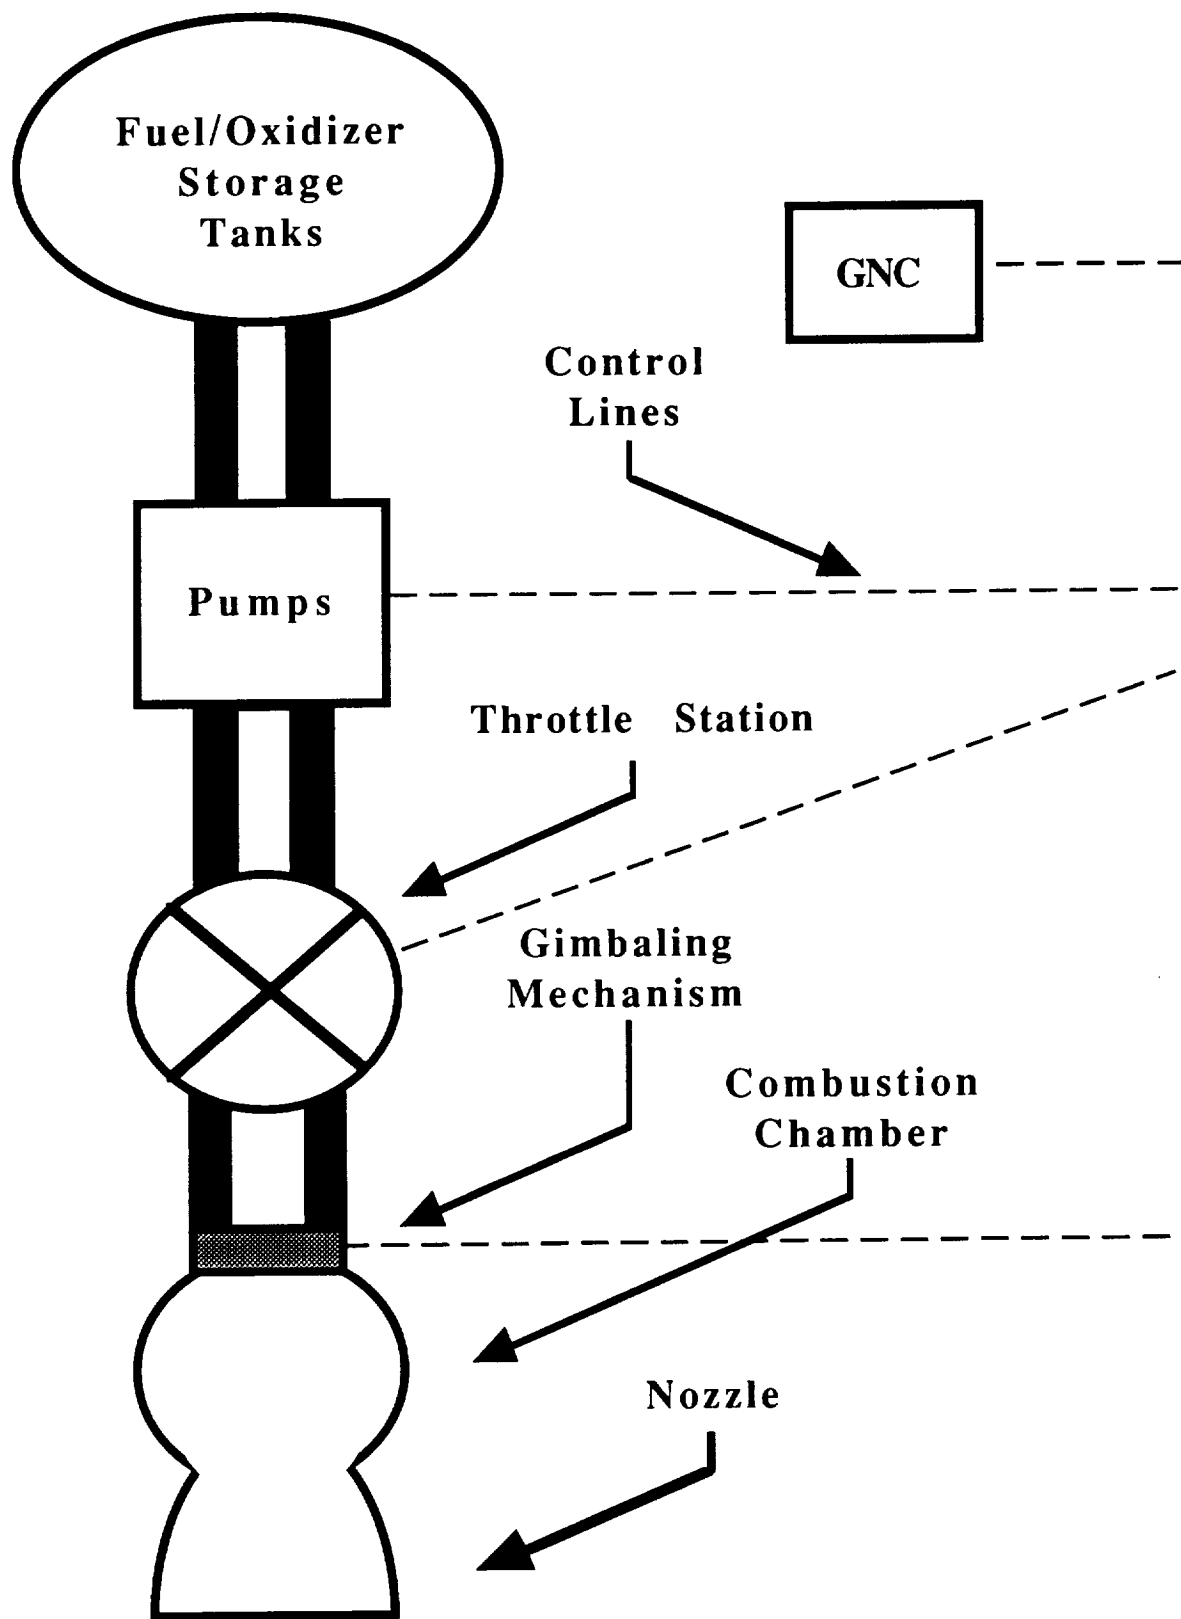 Fuel/Oxidizer
Storage
Tanks
GNC
Control
Lines
Pumps
Throttle Station
Gimbaling
Mechanism
Combustion
Chamber
Nozzle